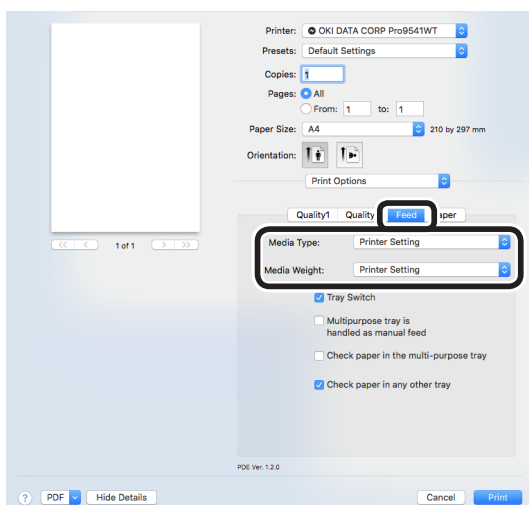 Printer: OKI DATA CORP Pro9541WT
Presets: Default Settings
Copies: 1
Pages: All
From: 1 to: 1
Paper Size: A4 210 by 297 mm
Orientation:
Print Options
Quality1 Quality Feed aper
Media Type: Printer Setting
<< < 1 of 1 > >>
Media Weight: Printer Setting
Tray Switch
Multipurpose tray is
handled as manual feed
Check paper in the multi-purpose tray
Check paper in any other tray
PDE Ver. 1.2.0
? PDF Hide Details Cancel Print